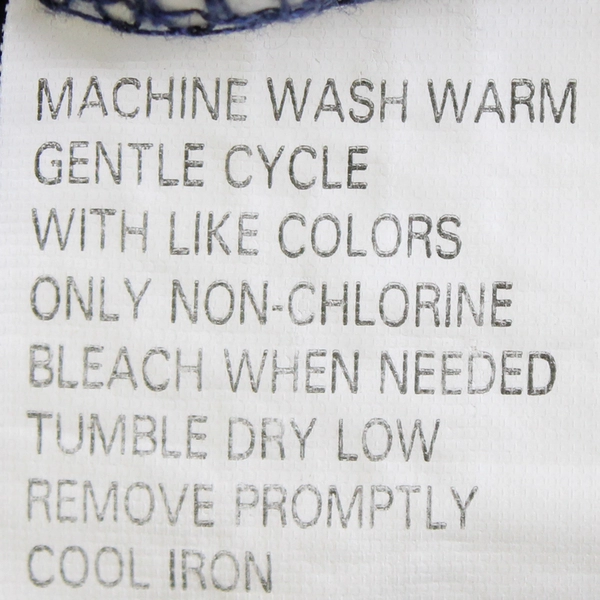 MACHINE WASH WARM
GENTLE CYCLE
WITH LIKE COLORS
ONLY NON-CHLORINE
BLEACH WHEN NEEDED
TUMBLE DRY LOW
REMOVE PROMPTLY
COOL IRON